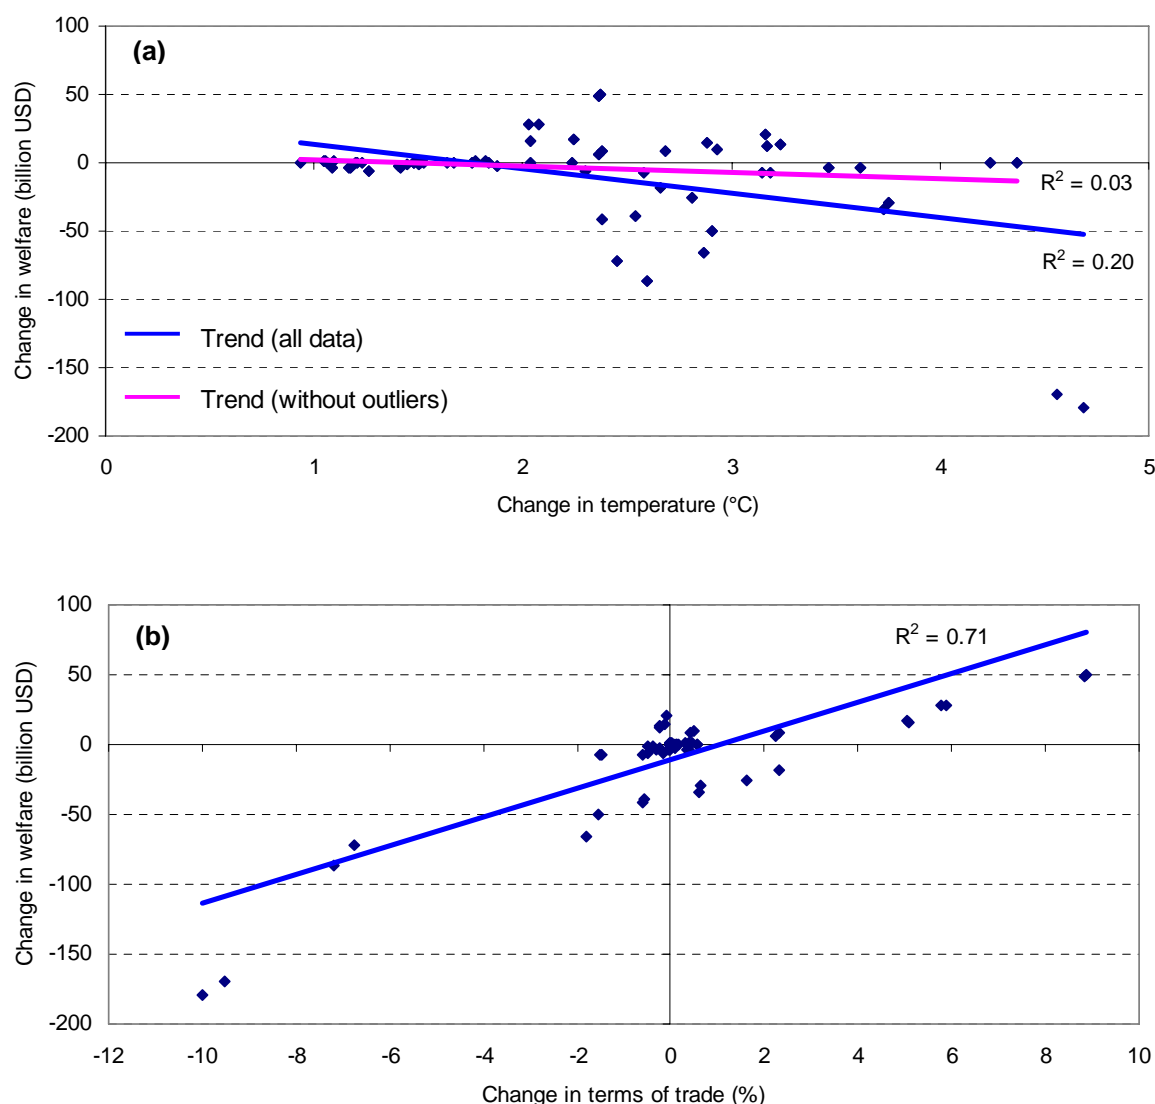 100
(a)
50
0
R² = 0.03
-50
R² = 0.20
-100
Trend (all data)
-150
Trend (without outliers)
-200
0 1 2 3 4 5
Change in temperature (°C)
Change in welfare (billion USD)
100
(b)
R² = 0.71
50
0
-50
-100
-150
-200
-12 -10 -8 -6 -4 -2 0 2 4 6 8 10
Change in terms of trade (%)
Change in welfare (billion USD)